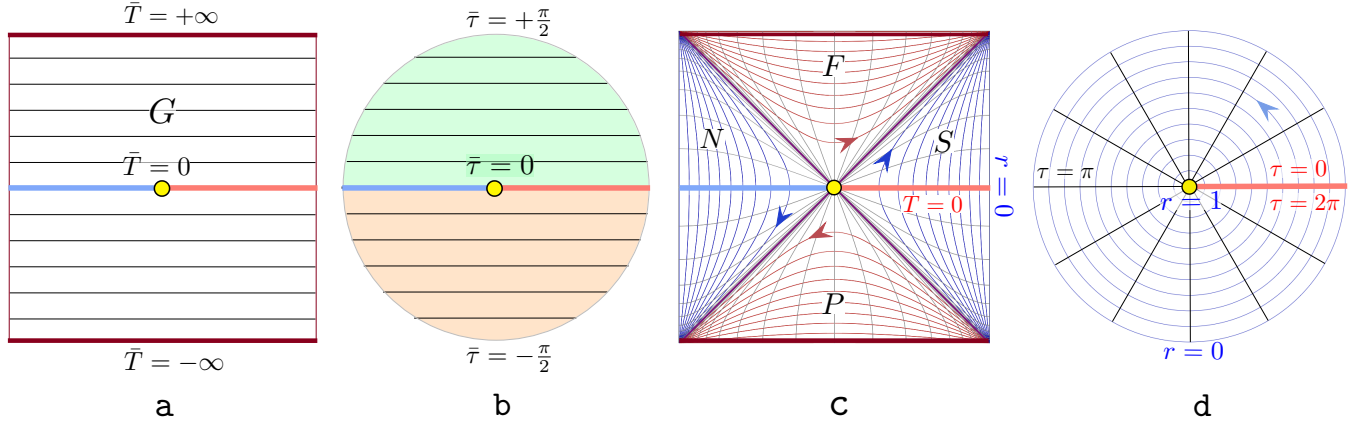 T̄ = +∞
G
T̄ = 0
T̄ = −∞
a
τ̄ = +π/2
τ̄ = 0
τ̄ = −π/2
b
F
N
S
T = 0
r = 0
P
c
τ = π
τ = 0
r = 1
τ = 2π
r = 0
d